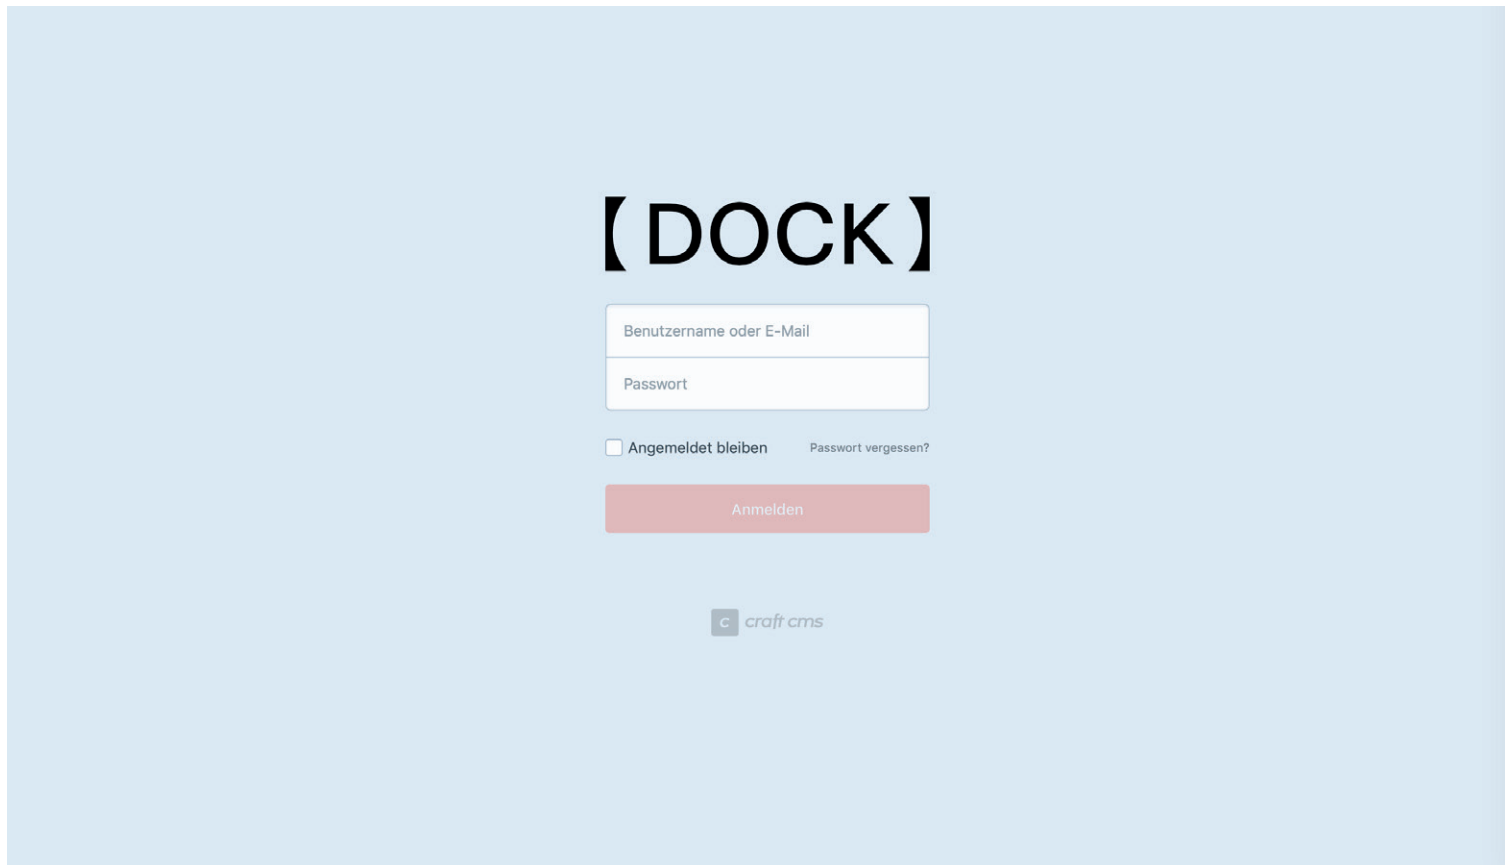 【DOCK】
Benutzername oder E-Mail
Passwort
Angemeldet bleiben Passwort vergessen?
Anmelden
c craft cms